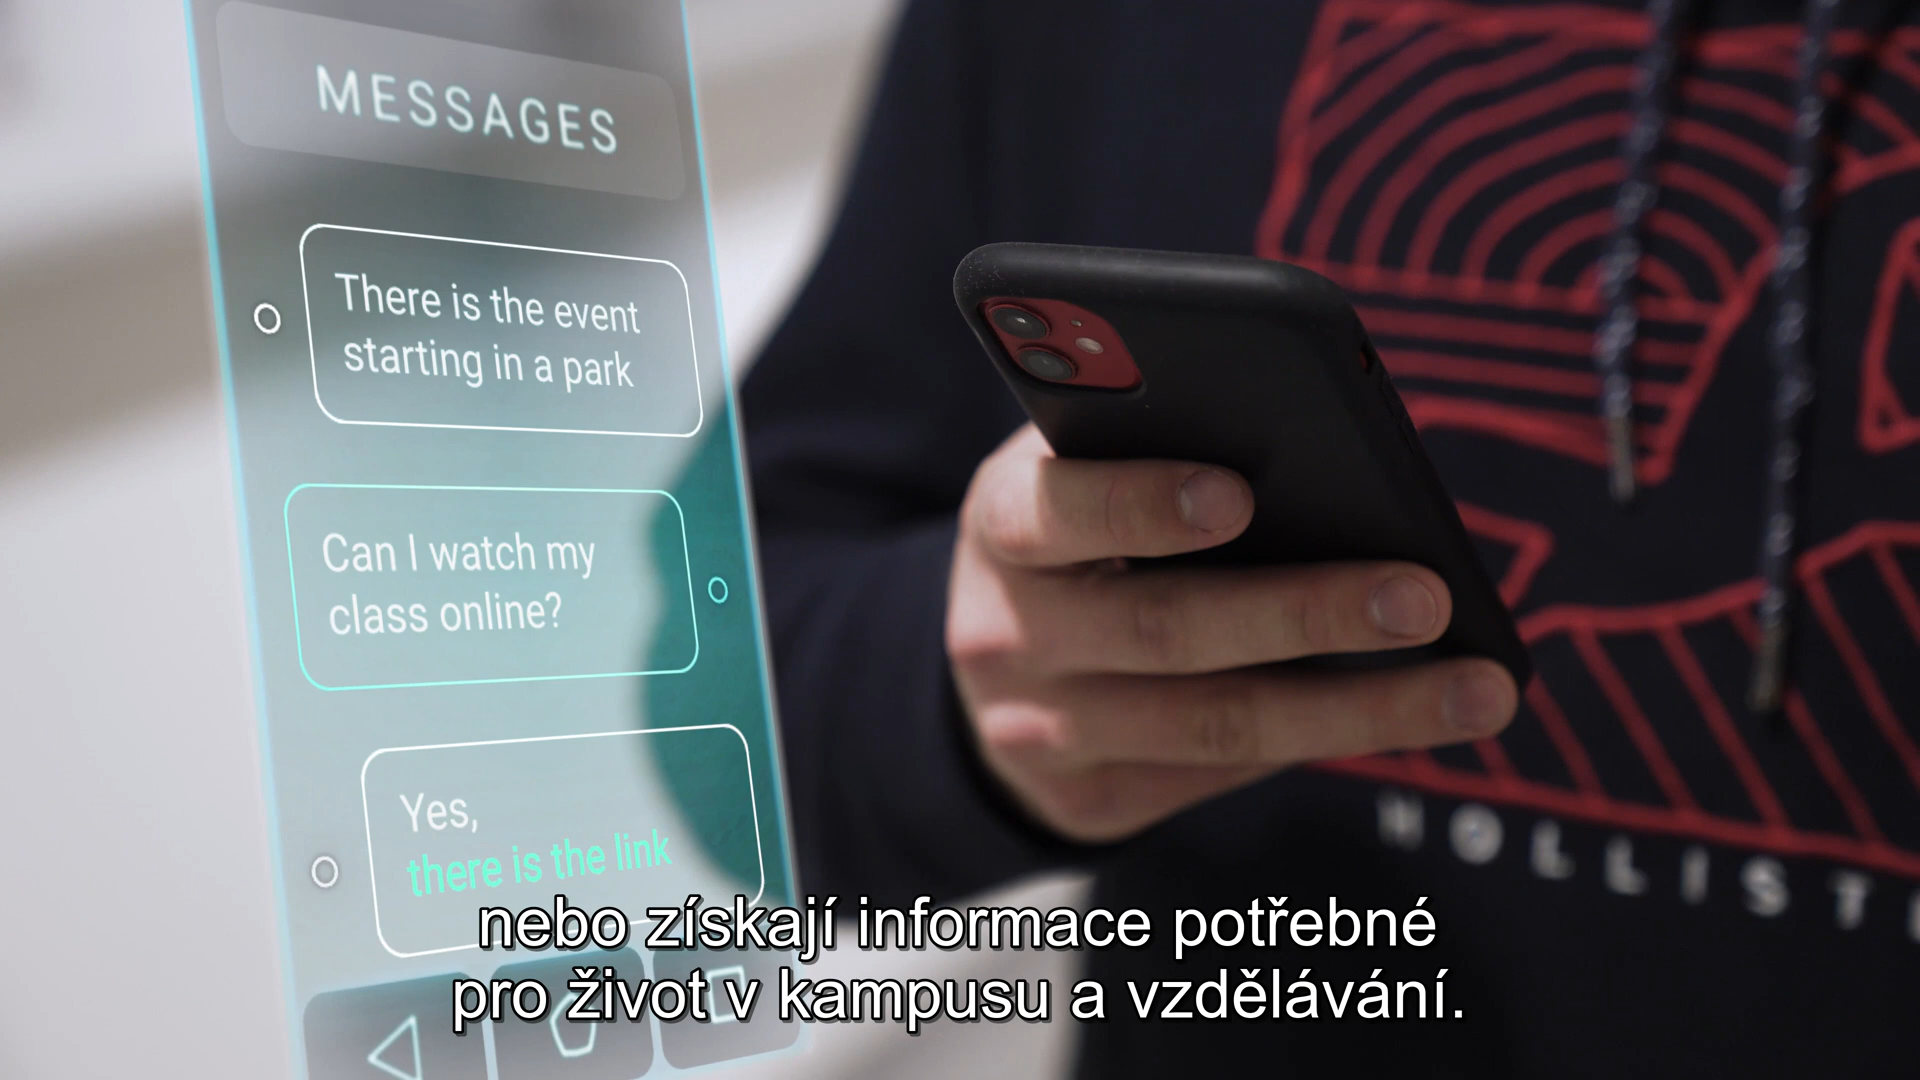 MESSAGES
There is the event
starting in a park
Can I watch my
class online?
Yes,
there is the link
HOLLIST
nebo získají informace potřebné
pro život v kampusu a vzdělávání.